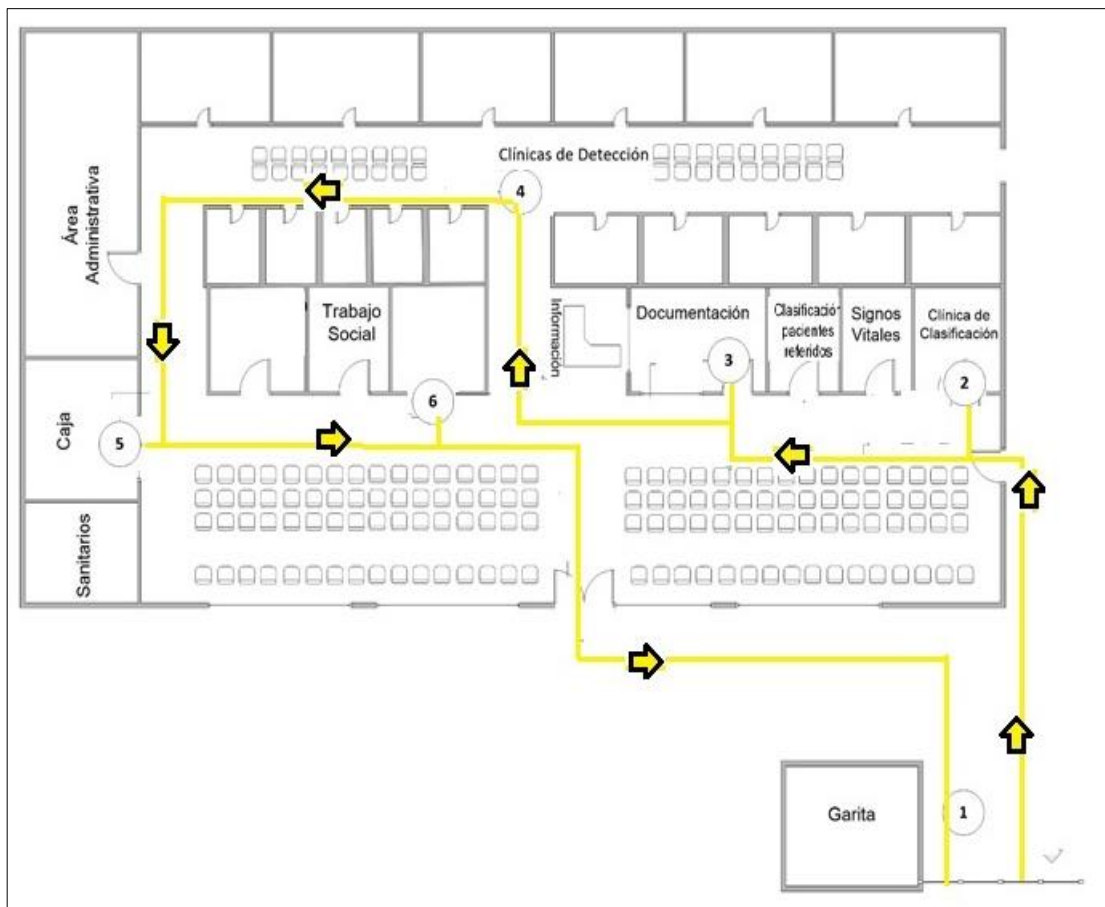 Clínicas de Detección
4
Área
Administrativa
Trabajo
Social
Información
Documentación
Clasificación
pacientes
referidos
Signos
Vitales
Clínica de
Clasificación
3
2
6
Caja
5
Sanitarios
Garita
1